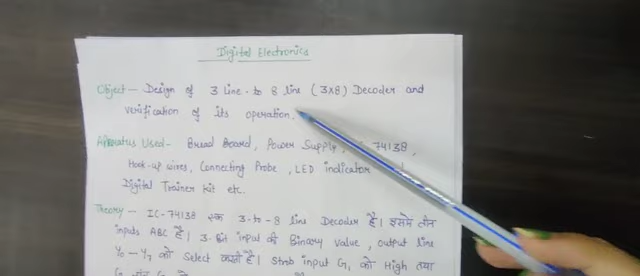 Digital Electronics
Object - Design of 3 line-to 8 line (3x8) Decoder and
verification of its operation.
Apparatus Used - Bread Board, Power Supply, 74138,
Hook-up wires, Connecting Probe, LED indicator
Digital Trainer kit etc.
Theory - IC-74138 एक 3-to-8 line Decoder है। इसमें तीन
inputs ABC है। 3-Bit input की Binary value, output line
Y₀ - Y₇ को Select करती है। Strob input G₁ को High तथा